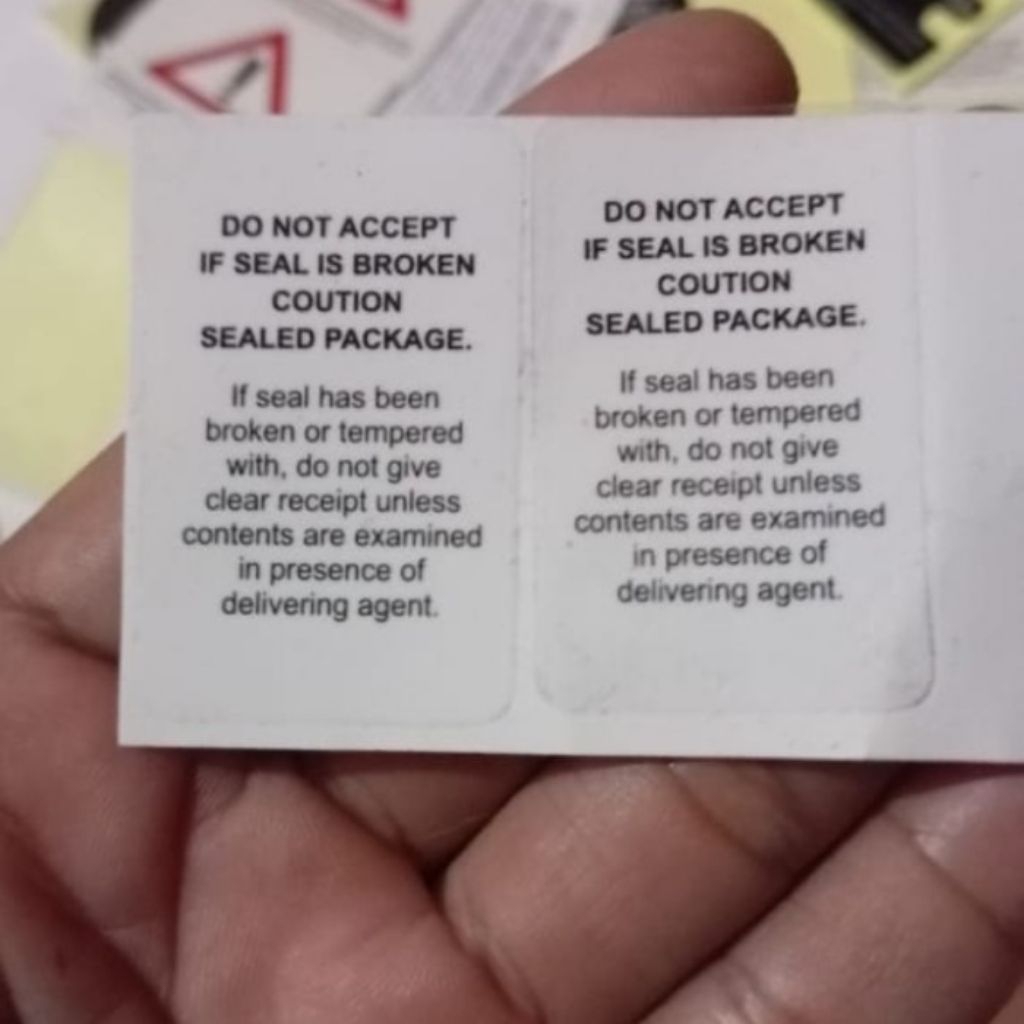 DO NOT ACCEPT
IF SEAL IS BROKEN
COUTION
SEALED PACKAGE.
If seal has been
broken or tempered
with, do not give
clear receipt unless
contents are examined
in presence of
delivering agent.
DO NOT ACCEPT
IF SEAL IS BROKEN
COUTION
SEALED PACKAGE.
If seal has been
broken or tempered
with, do not give
clear receipt unless
contents are examined
in presence of
delivering agent.